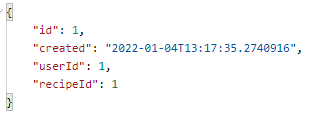 {
"id": 1,
"created": "2022-01-04T13:17:35.2740916",
"userId": 1,
"recipeId": 1
}